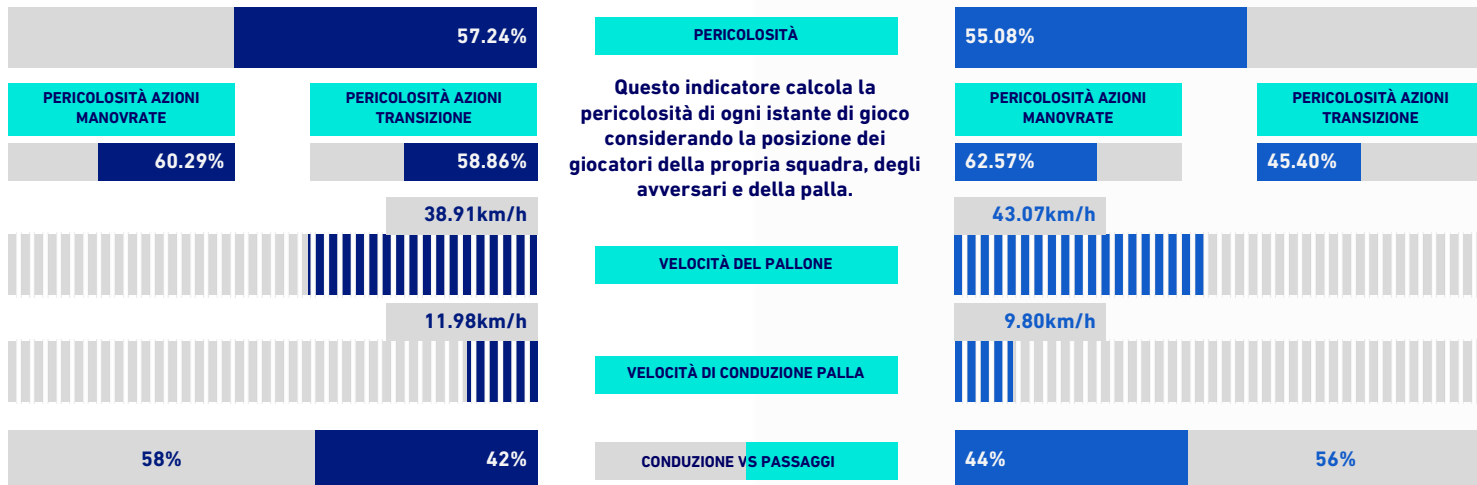 57.24%
PERICOLOSITÀ
55.08%
PERICOLOSITÀ AZIONI
MANOVRATE
PERICOLOSITÀ AZIONI
TRANSIZIONE
Questo indicatore calcola la
pericolosità di ogni istante di gioco
considerando la posizione dei
giocatori della propria squadra, degli
avversari e della palla.
PERICOLOSITÀ AZIONI
MANOVRATE
PERICOLOSITÀ AZIONI
TRANSIZIONE
60.29%
58.86%
62.57%
45.40%
38.91km/h
VELOCITÀ DEL PALLONE
43.07km/h
11.98km/h
VELOCITÀ DI CONDUZIONE PALLA
9.80km/h
58%
42%
CONDUZIONE VS PASSAGGI
44%
56%